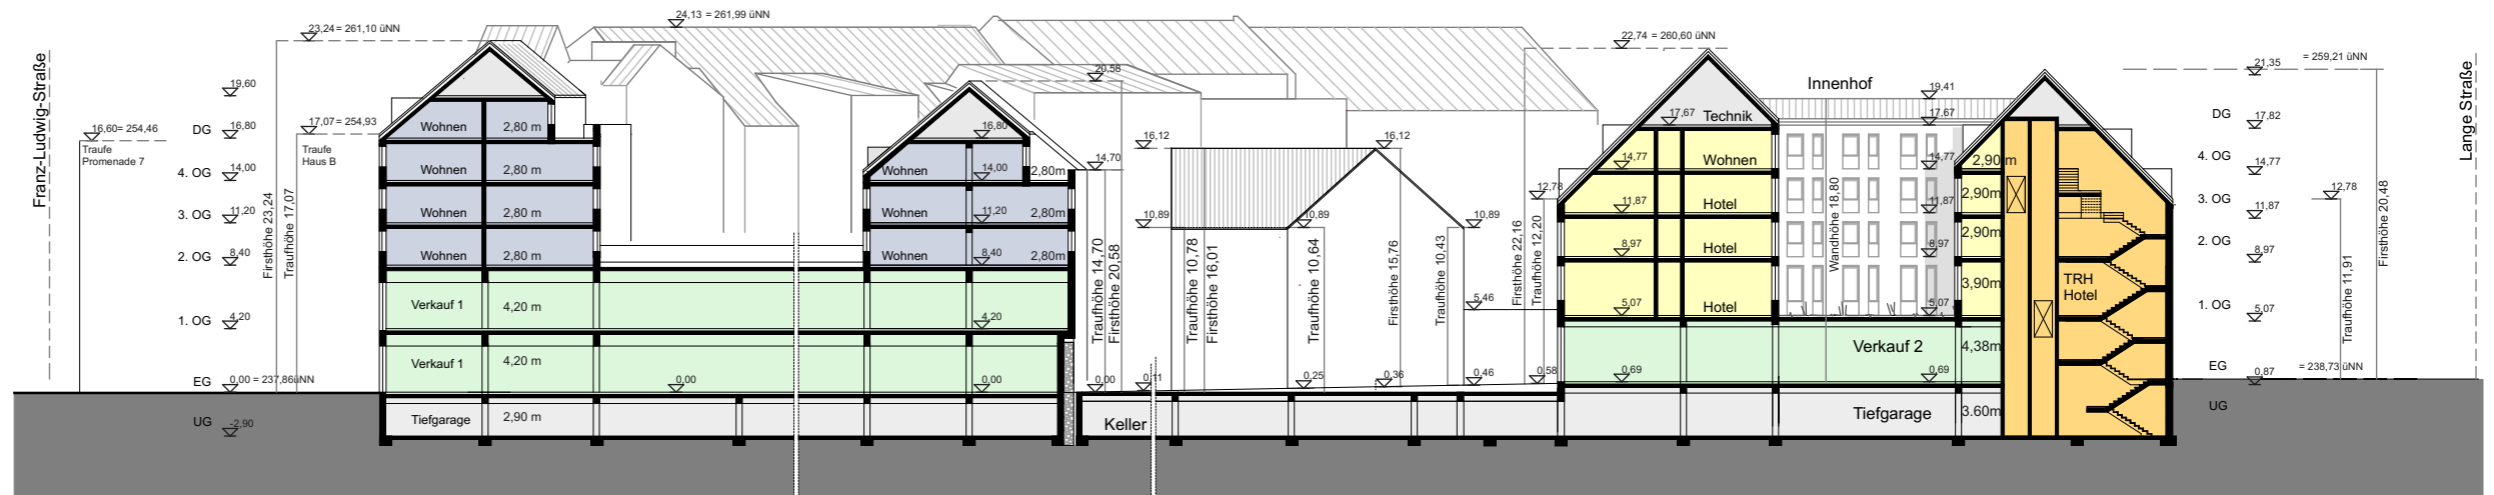 Franz-Ludwig-Straße
16,60= 254,46
Traufe
Promenade 7
19,60
DG 16,80
4. OG 14,00
3. OG 11,20
2. OG 8,40
1. OG 4,20
EG 0,00 = 237,86üNN
UG -2,90
23,24= 261,10 üNN
17,07= 254,93
Traufe
Haus B
Firsthöhe 23,24
Traufhöhe 17,07
24,13 = 261,99 üNN
Wohnen 2,80 m
Wohnen 2,80 m
Wohnen 2,80 m
Wohnen 2,80 m
Verkauf 1 4,20 m
Verkauf 1 4,20 m
Tiefgarage 2,90 m
0,00
20,58
16,80
Wohnen 14,00 2,80m
Wohnen 11,20 2,80m
Wohnen 8,40 2,80m
4,20
0,00
14,70
Traufhöhe 14,70
Firsthöhe 20,58
0,00
16,12
10,89
0,11
Keller
Traufhöhe 10,78
Firsthöhe 16,01
16,12
10,89
Traufhöhe 10,64
0,25
0,36
Firsthöhe 15,76
Traufhöhe 10,43
10,89
5,46
0,46
Firsthöhe 22,16
Traufhöhe 12,20
12,78
0,58
22,74 = 260,60 üNN
17,67 Technik
14,77 Wohnen
11,87 Hotel
8,97 Hotel
5,07 Hotel
0,69
Innenhof
19,41
17,67
14,77
11,87
8,97
5,07
Wandhöhe 18,80
2,90 m
2,90m
2,90m
3,90m
Verkauf 2 4,38m
0,69
Tiefgarage 3.60m
TRH
Hotel
21,35 = 259,21 üNN
DG 17,82
4. OG 14,77
3. OG 11,87
2. OG 8,97
1. OG 5,07
EG 0,87 = 238,73 üNN
UG
12,78
Traufhöhe 11,91
Firsthöhe 20,48
Lange Straße